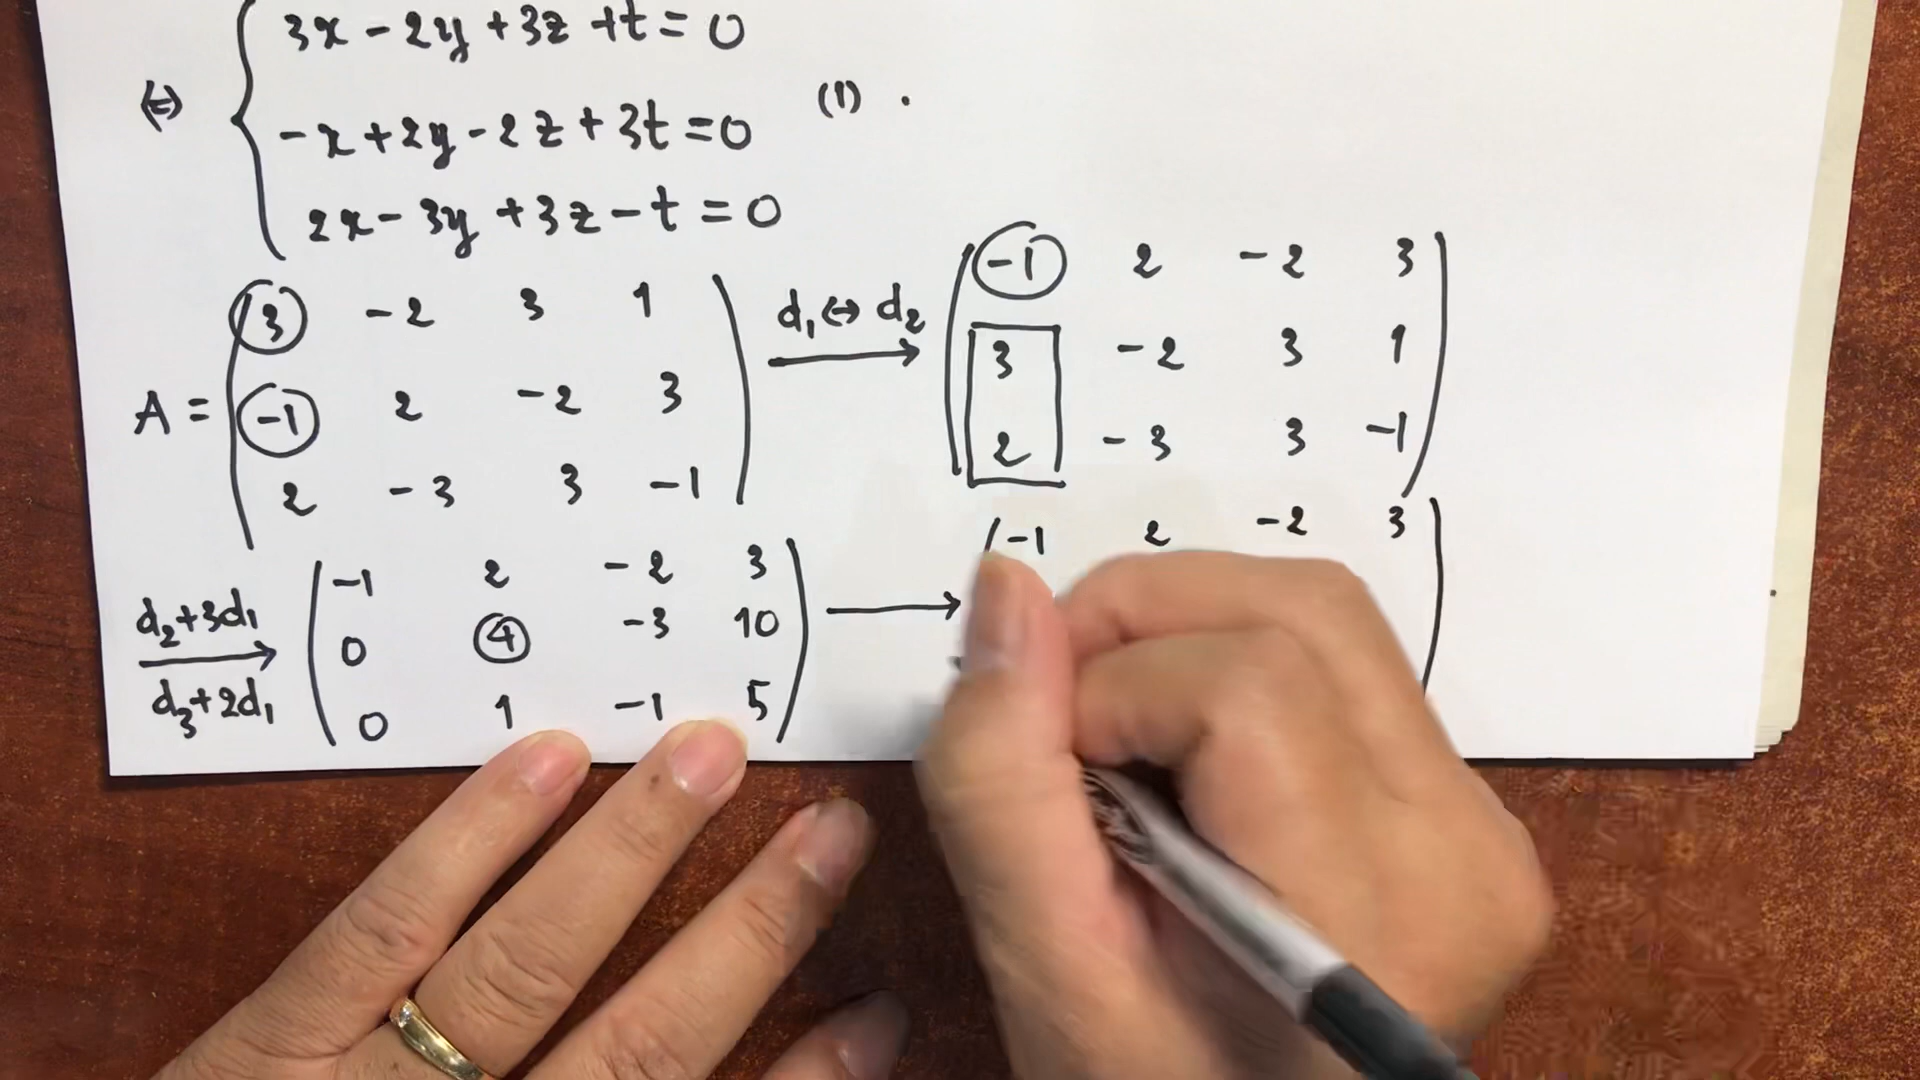 3x - 2y + 3z + t = 0
⇔ -x + 2y - 2z + 3t = 0 (1) .
2x - 3y + 3z - t = 0
3 -2 3 1
A = -1 2 -2 3
2 -3 3 -1
d₁ ↔ d₂
-1 2 -2 3
3 -2 3 1
2 -3 3 -1
d₂+3d₁
d₃+2d₁
-1 2 -2 3
0 4 -3 10
0 1 -1 5
→
-1 2 -2 3